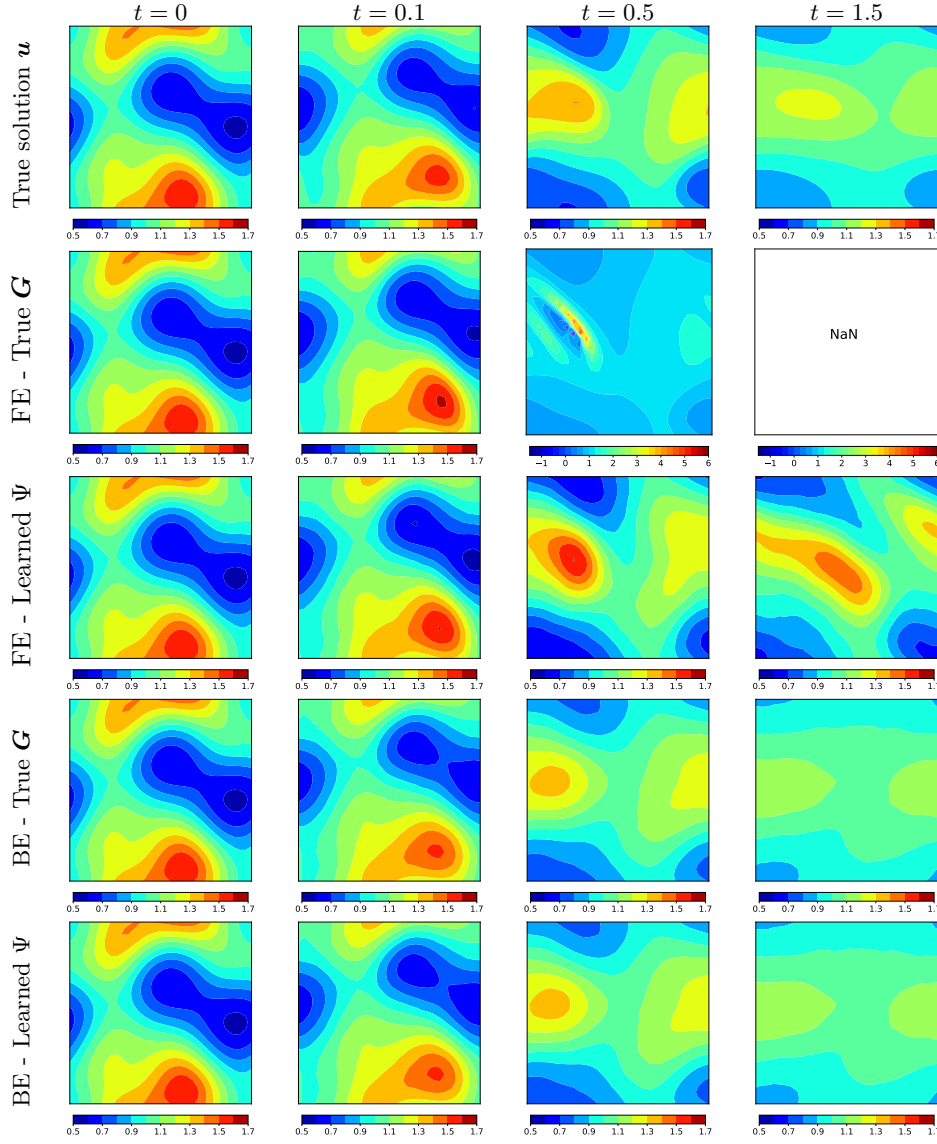 t = 0 t = 0.1 t = 0.5 t = 1.5
True solution u
0.5 0.7 0.9 1.1 1.3 1.5 1.7 0.5 0.7 0.9 1.1 1.3 1.5 1.7 0.5 0.7 0.9 1.1 1.3 1.5 1.7 0.5 0.7 0.9 1.1 1.3 1.5 1.7
FE - True G
NaN
0.5 0.7 0.9 1.1 1.3 1.5 1.7 0.5 0.7 0.9 1.1 1.3 1.5 1.7 −1 0 1 2 3 4 5 6 −1 0 1 2 3 4 5 6
FE - Learned Ψ
0.5 0.7 0.9 1.1 1.3 1.5 1.7 0.5 0.7 0.9 1.1 1.3 1.5 1.7 0.5 0.7 0.9 1.1 1.3 1.5 1.7 0.5 0.7 0.9 1.1 1.3 1.5 1.7
BE - True G
0.5 0.7 0.9 1.1 1.3 1.5 1.7 0.5 0.7 0.9 1.1 1.3 1.5 1.7 0.5 0.7 0.9 1.1 1.3 1.5 1.7 0.5 0.7 0.9 1.1 1.3 1.5 1.7
BE - Learned Ψ
0.5 0.7 0.9 1.1 1.3 1.5 1.7 0.5 0.7 0.9 1.1 1.3 1.5 1.7 0.5 0.7 0.9 1.1 1.3 1.5 1.7 0.5 0.7 0.9 1.1 1.3 1.5 1.7